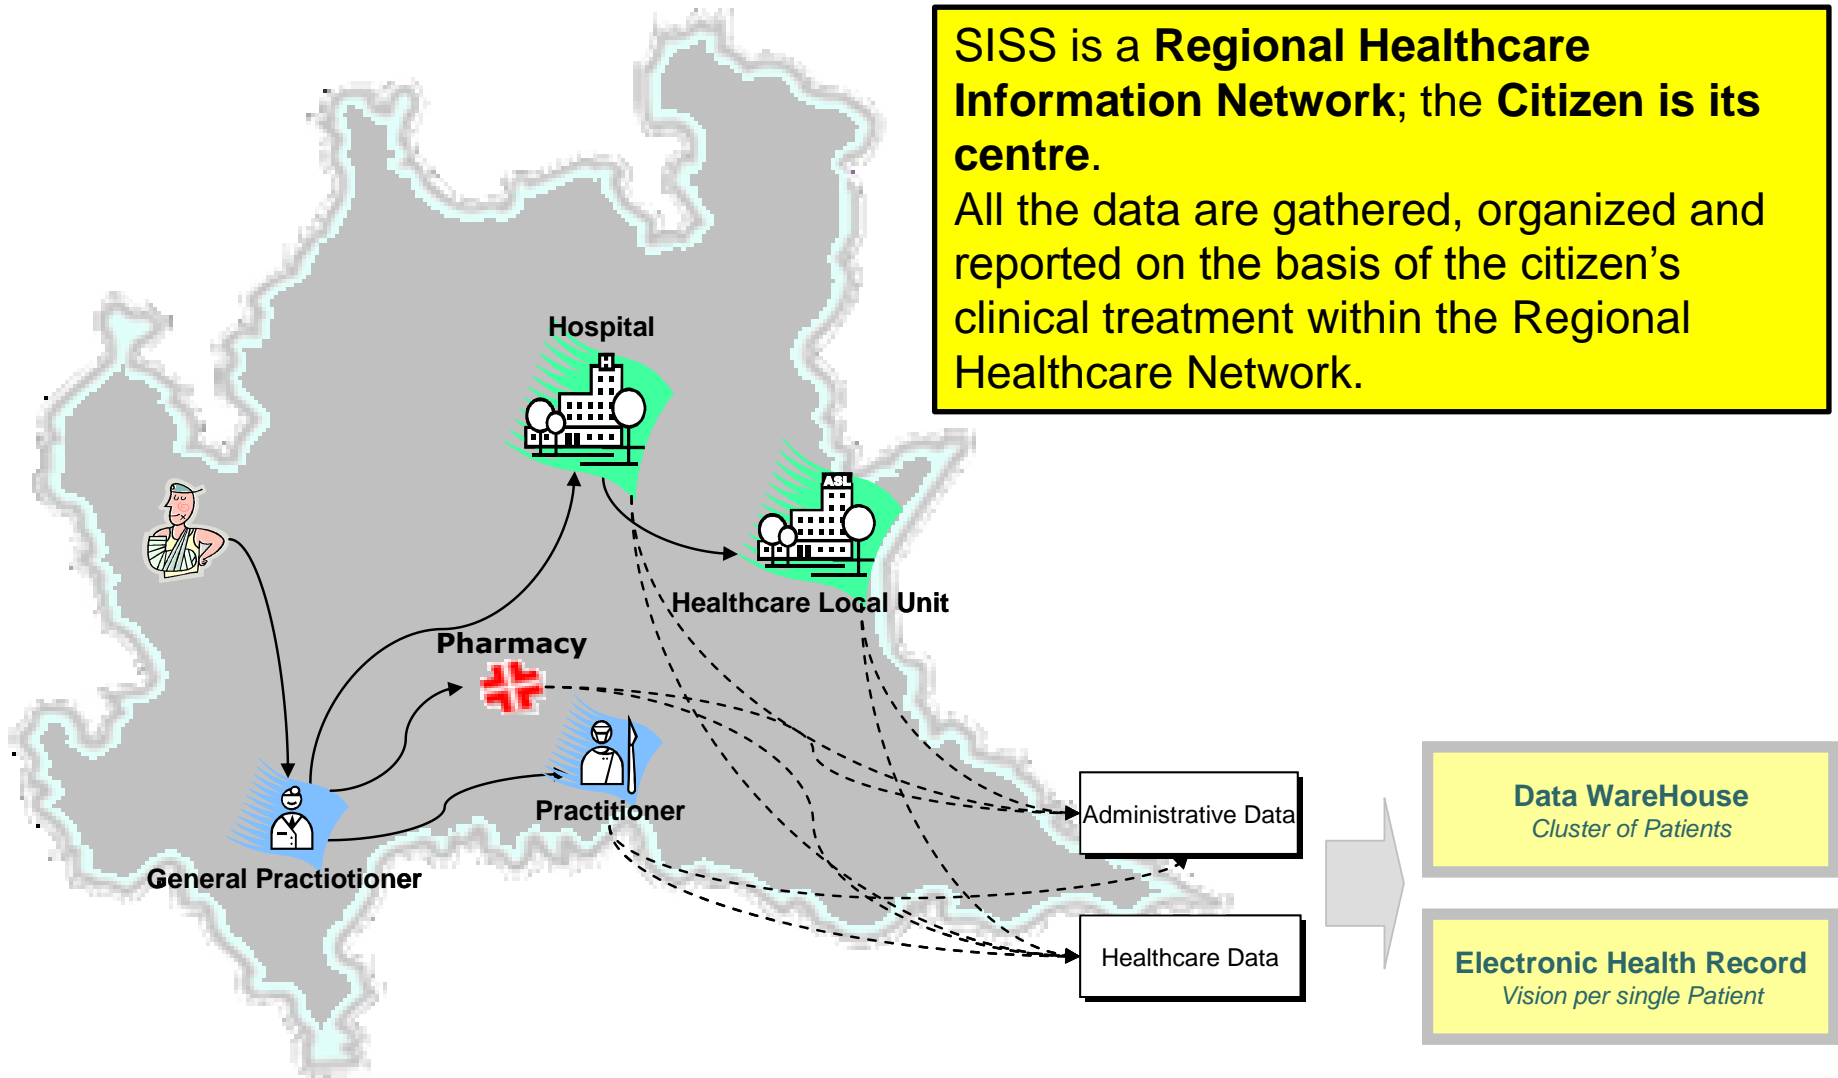 SISS is a Regional Healthcare
Information Network; the Citizen is its
centre.
All the data are gathered, organized and
reported on the basis of the citizen’s
clinical treatment within the Regional
Healthcare Network.
Hospital
H
ASL
Healthcare Local Unit
Pharmacy
Practitioner
General Practiotioner
Administrative Data
Healthcare Data
Data WareHouse
Cluster of Patients
Electronic Health Record
Vision per single Patient